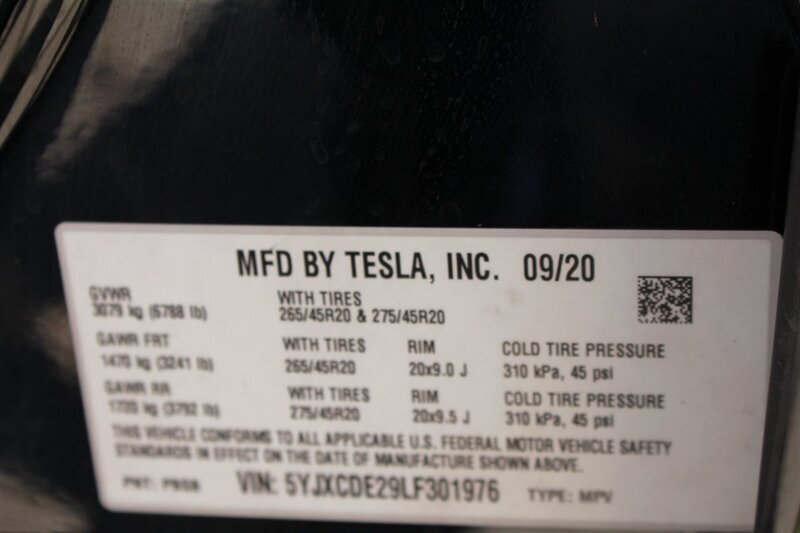 MFD BY TESLA, INC. 09/20
GVWR
3079 kg (6788 lb)
WITH TIRES
265/45R20 & 275/45R20
GAWR FRT
1470 kg (3241 lb)
WITH TIRES
265/45R20
RIM
20x9.0 J
COLD TIRE PRESSURE
310 kPa, 45 psi
GAWR RR
1720 kg (3792 lb)
WITH TIRES
275/45R20
RIM
20x9.5 J
COLD TIRE PRESSURE
310 kPa, 45 psi
THIS VEHICLE CONFORMS TO ALL APPLICABLE U.S. FEDERAL MOTOR VEHICLE SAFETY
STANDARDS IN EFFECT ON THE DATE OF MANUFACTURE SHOWN ABOVE.
PNT: PBSB VIN: 5YJXCDE29LF301976 TYPE: MPV